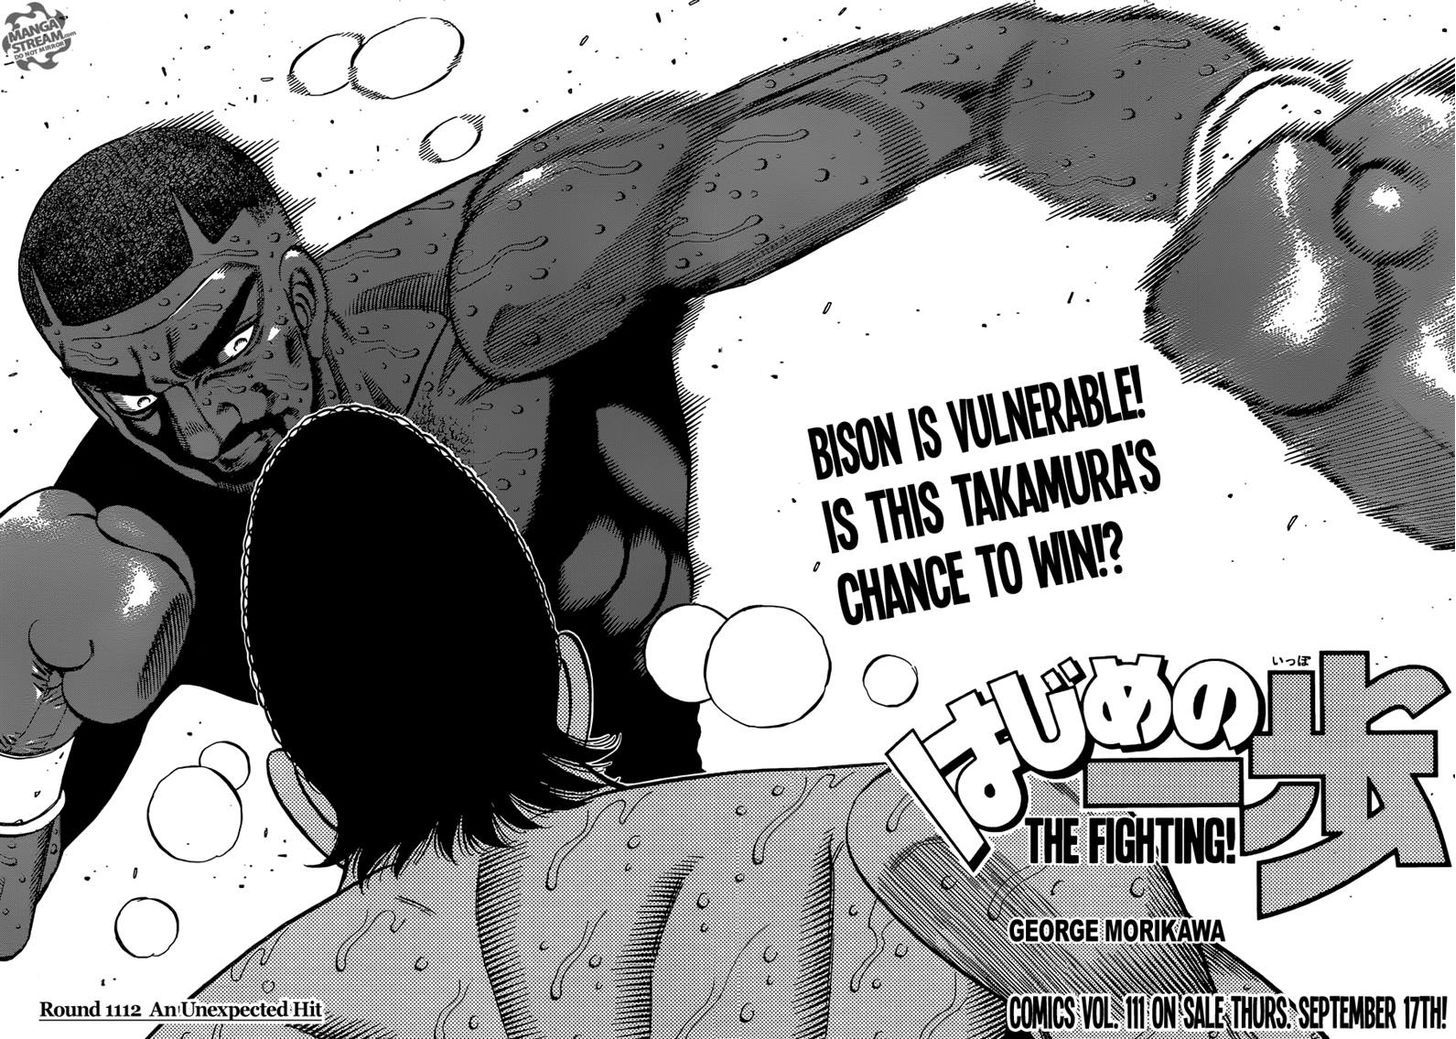 MANGA
STREAM.com
DO NOT MIRROR
BISON IS VULNERABLE!
IS THIS TAKAMURA'S
CHANCE TO WIN!?
いっぽ
はじめの一歩
THE FIGHTING!
GEORGE MORIKAWA
Round 1112 An Unexpected Hit
COMICS VOL. 111 ON SALE THURS. SEPTEMBER 17TH!